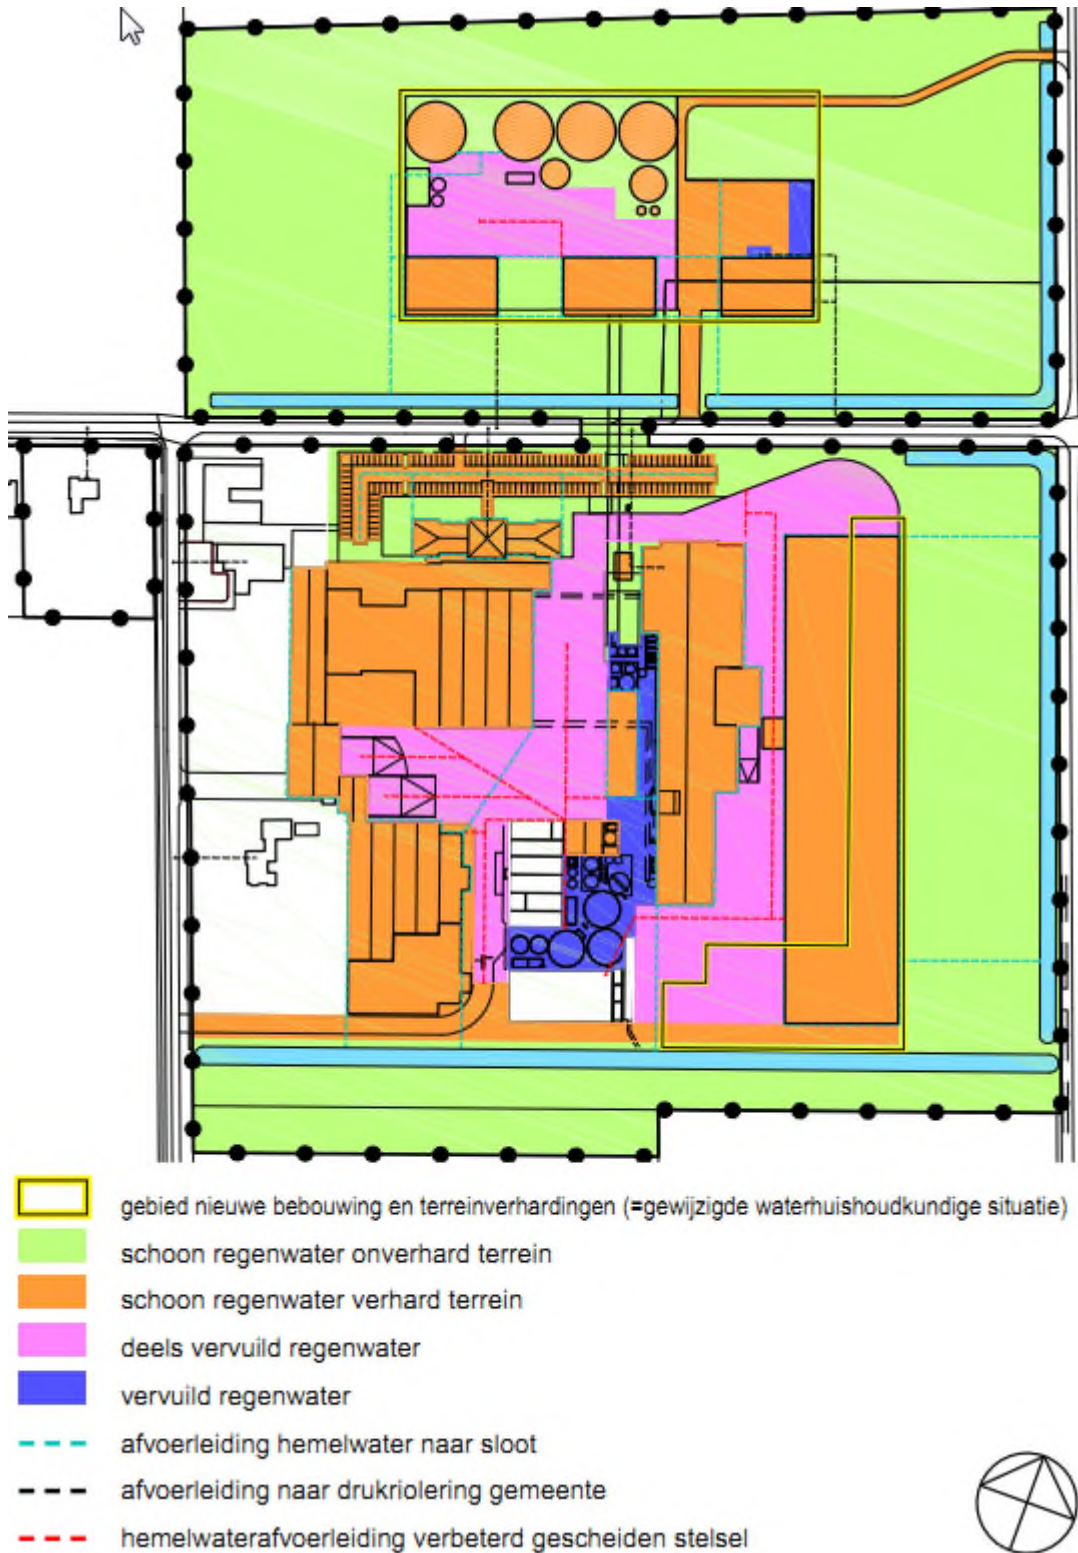 gebied nieuwe bebouwing en terreinverhardingen (=gewijzigde waterhuishoudkundige situatie)
schoon regenwater onverhard terrein
schoon regenwater verhard terrein
deels vervuild regenwater
vervuild regenwater
afvoerleiding hemelwater naar sloot
afvoerleiding naar drukriolering gemeente
hemelwaterafvoerleiding verbeterd gescheiden stelsel